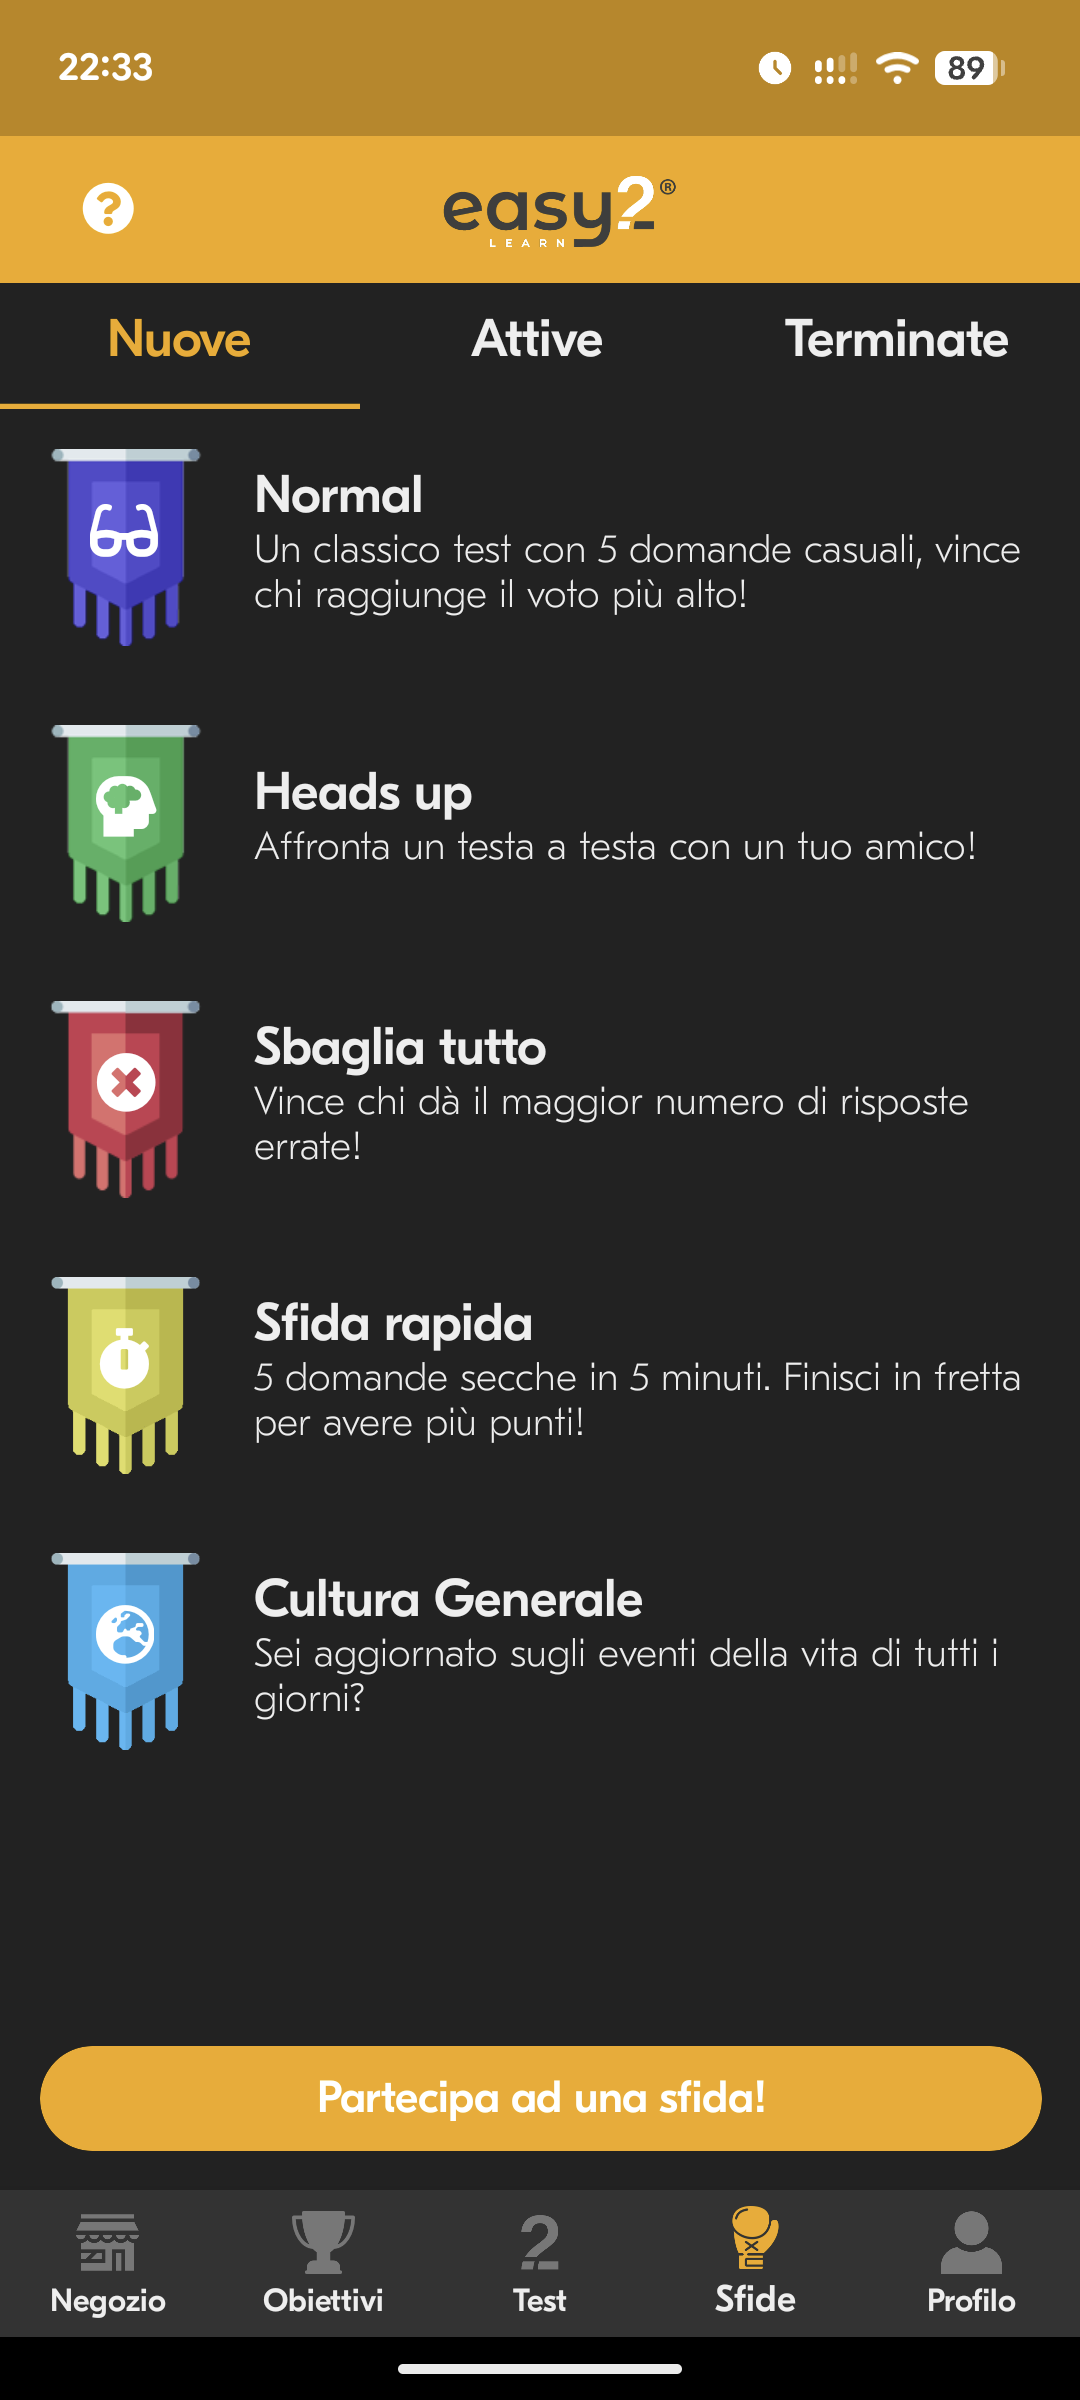 22:33
89
easy2®
LEARN
Nuove
Attive
Terminate
Normal
Un classico test con 5 domande casuali, vince
chi raggiunge il voto più alto!
Heads up
Affronta un testa a testa con un tuo amico!
Sbaglia tutto
Vince chi dà il maggior numero di risposte
errate!
Sfida rapida
5 domande secche in 5 minuti. Finisci in fretta
per avere più punti!
Cultura Generale
Sei aggiornato sugli eventi della vita di tutti i
giorni?
Partecipa ad una sfida!
Negozio
Obiettivi
Test
Sfide
Profilo